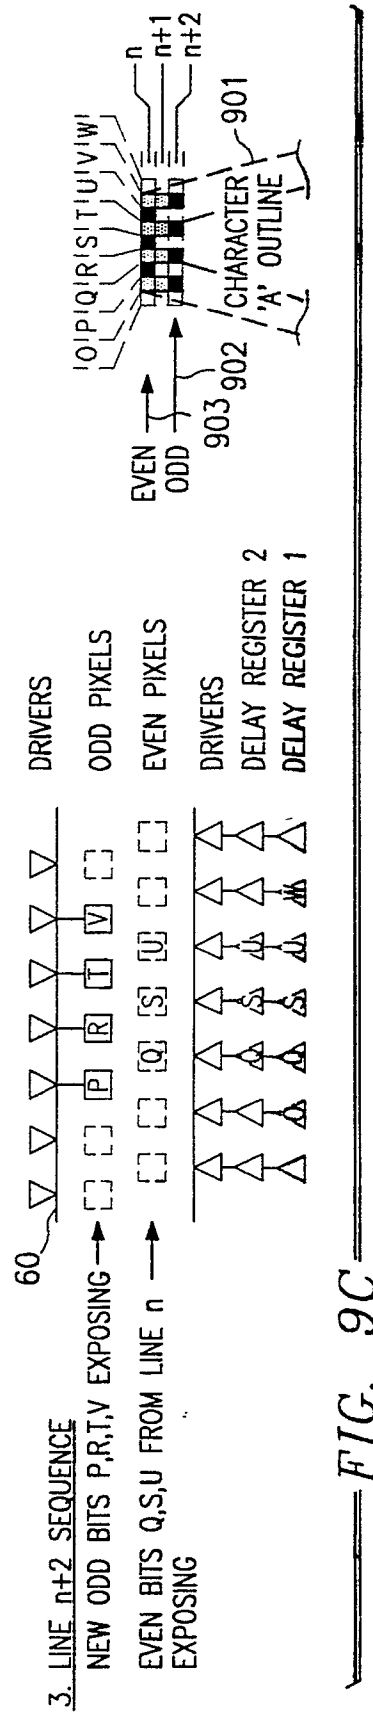 3. LINE n+2 SEQUENCE
NEW ODD BITS P,R,T,V EXPOSING
EVEN BITS Q,S,U FROM LINE n
EXPOSING
60
DRIVERS
P R T V
ODD PIXELS
Q S U
EVEN PIXELS
DRIVERS
Q S U
DELAY REGISTER 2
O Q S U W
DELAY REGISTER 1
O P Q R S T U V W
n
n+1
n+2
EVEN
ODD
903
902
901
CHARACTER
'A' OUTLINE
FIG. 9C